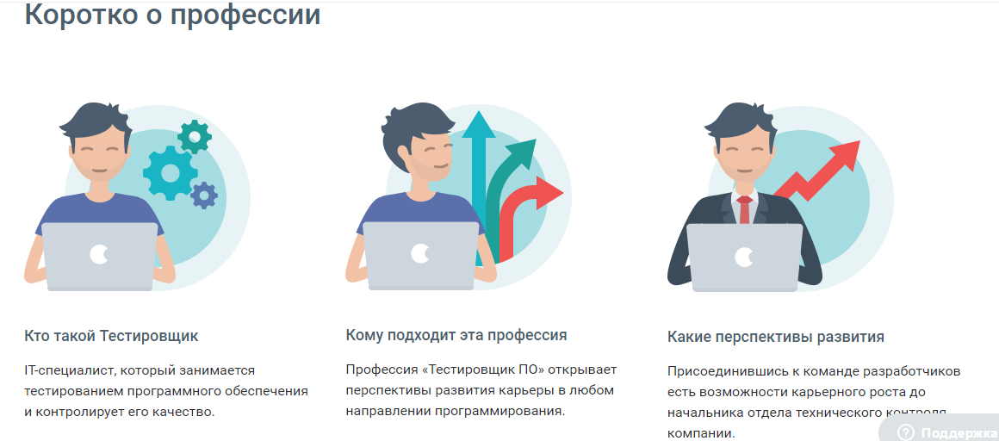 Коротко о профессии
Кто такой Тестировщик
IT-специалист, который занимается
тестированием программного обеспечения
и контролирует его качество.
Кому подходит эта профессия
Профессия «Тестировщик ПО» открывает
перспективы развития карьеры в любом
направлении программирования.
Какие перспективы развития
Присоединившись к команде разработчиков
есть возможности карьерного роста до
начальника отдела технического контроля
компании.
? Поддержка